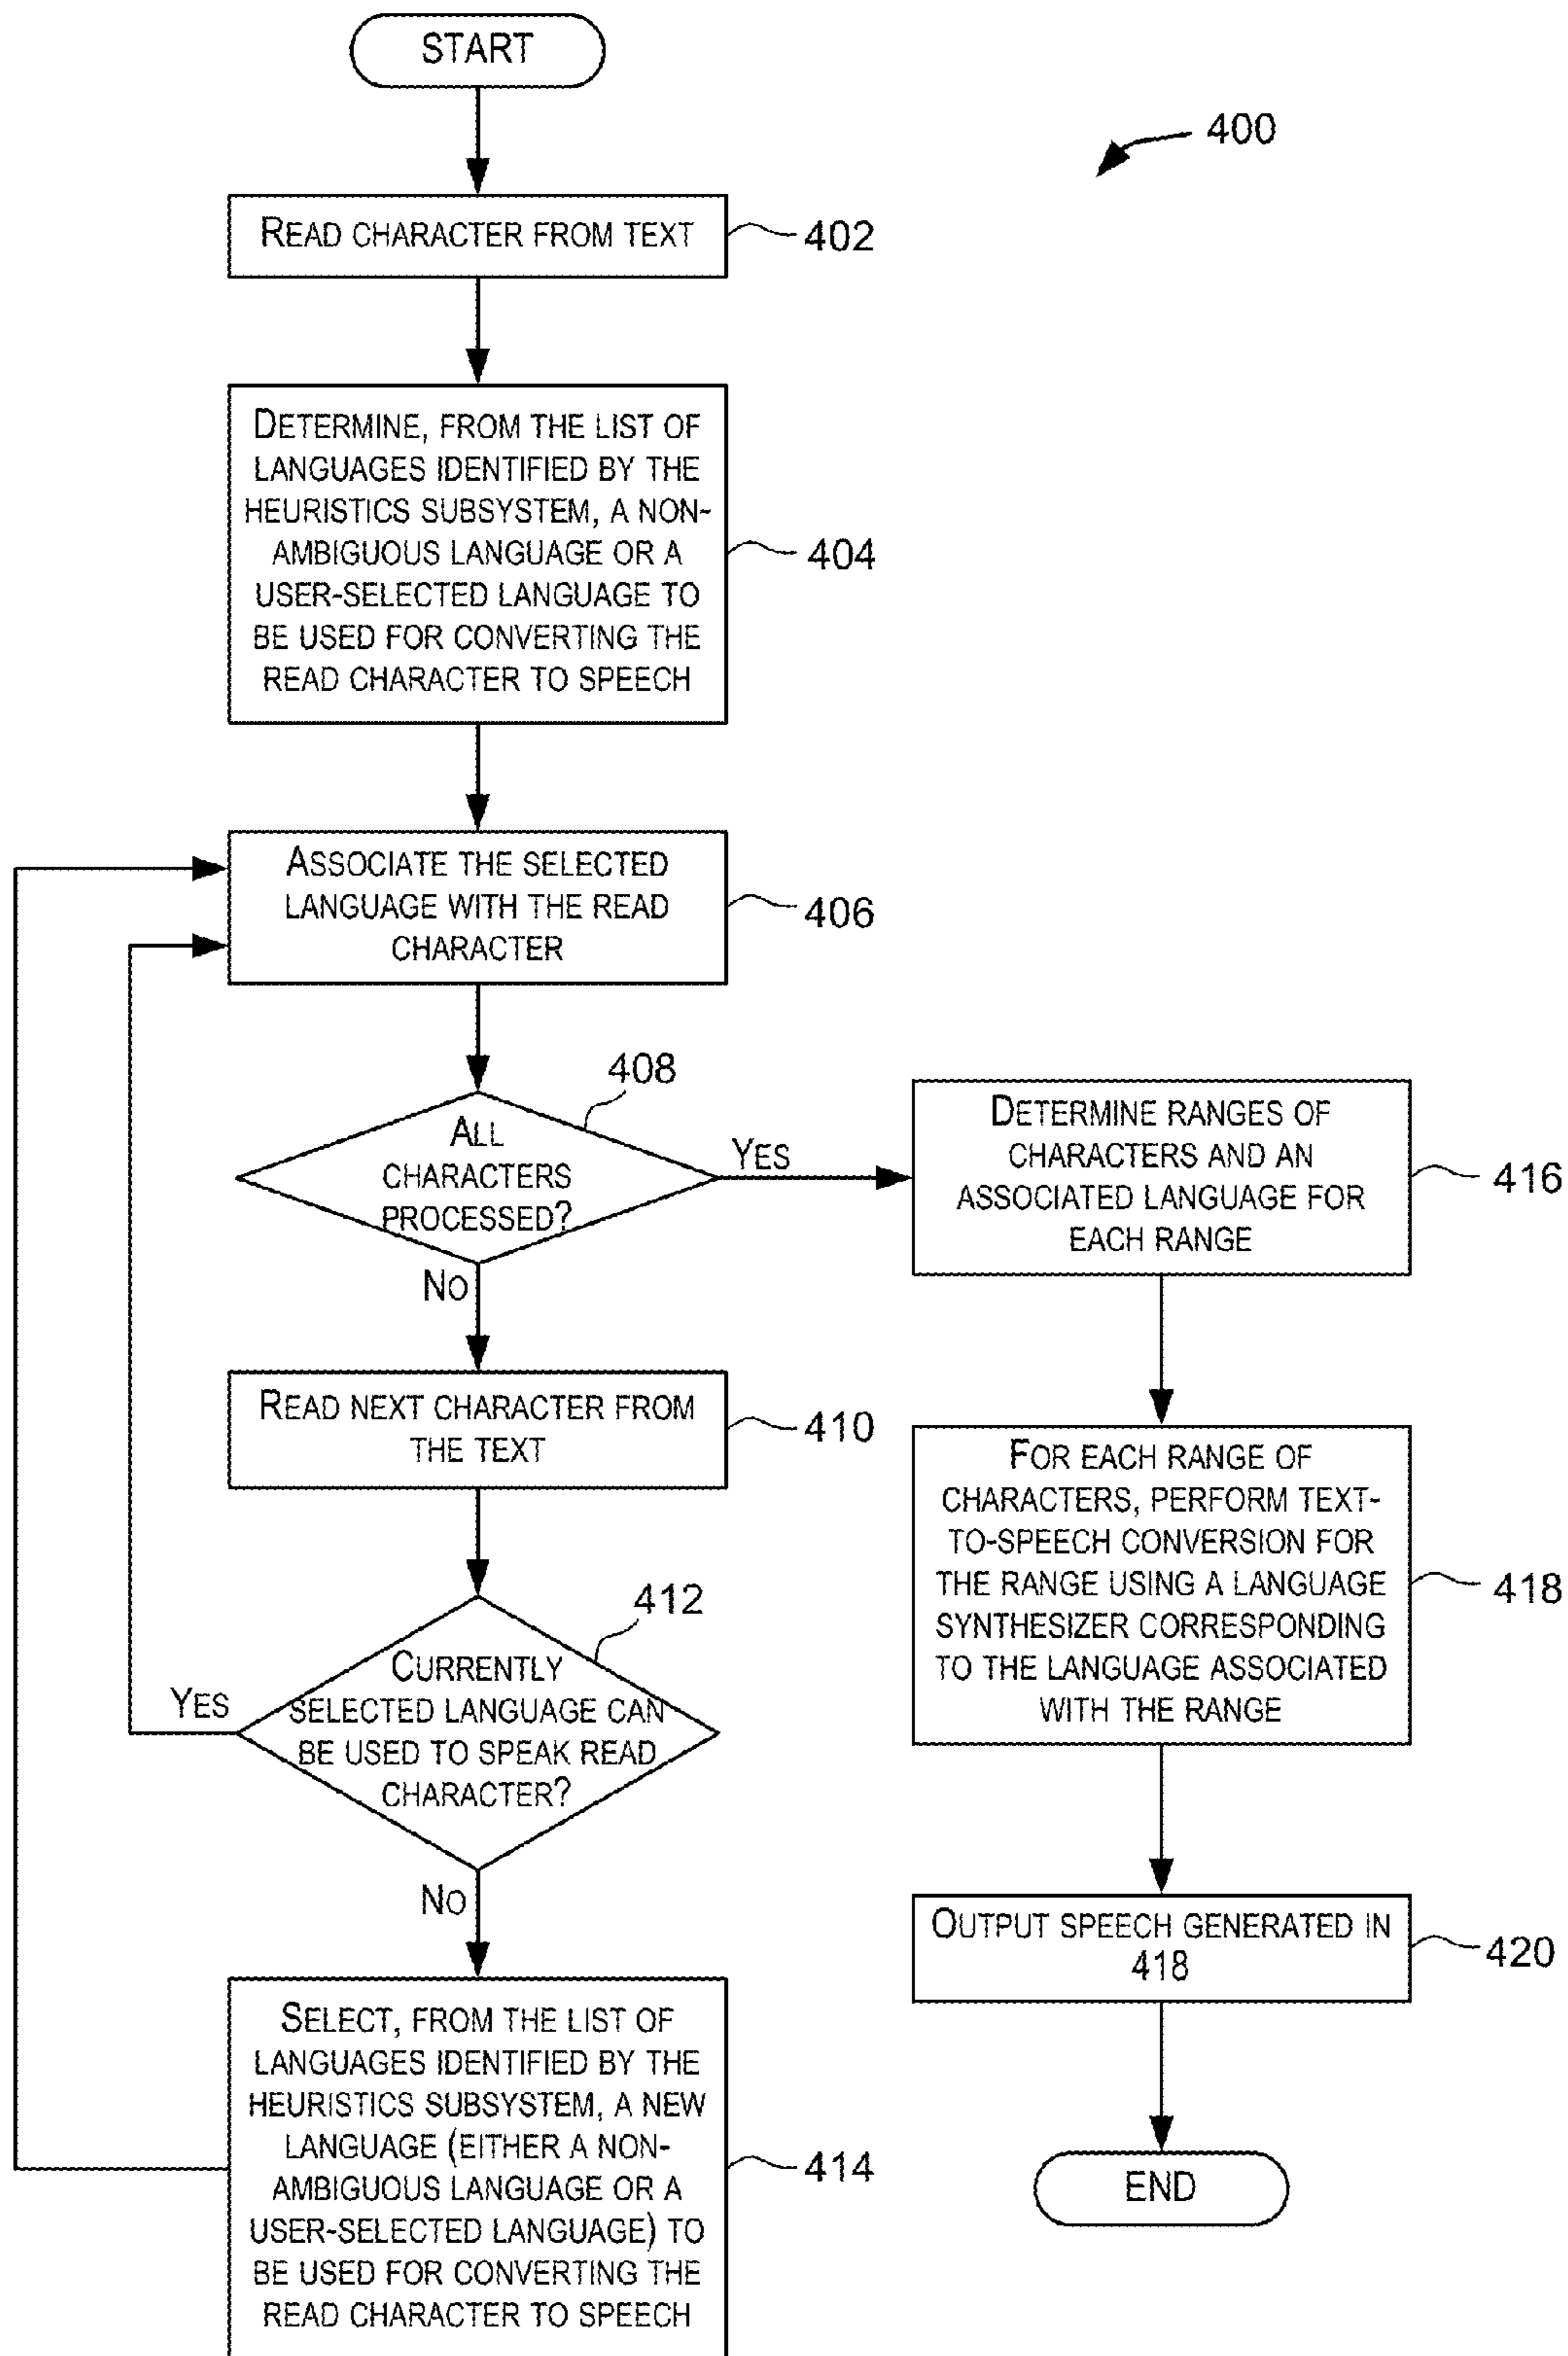 START
400
READ CHARACTER FROM TEXT
402
DETERMINE, FROM THE LIST OF
LANGUAGES IDENTIFIED BY THE
HEURISTICS SUBSYSTEM, A NON-
AMBIGUOUS LANGUAGE OR A
USER-SELECTED LANGUAGE TO
BE USED FOR CONVERTING THE
READ CHARACTER TO SPEECH
404
ASSOCIATE THE SELECTED
LANGUAGE WITH THE READ
CHARACTER
406
408
ALL
CHARACTERS
PROCESSED?
YES
NO
READ NEXT CHARACTER FROM
THE TEXT
410
412
CURRENTLY
SELECTED LANGUAGE CAN
BE USED TO SPEAK READ
CHARACTER?
YES
NO
SELECT, FROM THE LIST OF
LANGUAGES IDENTIFIED BY THE
HEURISTICS SUBSYSTEM, A NEW
LANGUAGE (EITHER A NON-
AMBIGUOUS LANGUAGE OR A
USER-SELECTED LANGUAGE) TO
BE USED FOR CONVERTING THE
READ CHARACTER TO SPEECH
414
DETERMINE RANGES OF
CHARACTERS AND AN
ASSOCIATED LANGUAGE FOR
EACH RANGE
416
FOR EACH RANGE OF
CHARACTERS, PERFORM TEXT-
TO-SPEECH CONVERSION FOR
THE RANGE USING A LANGUAGE
SYNTHESIZER CORRESPONDING
TO THE LANGUAGE ASSOCIATED
WITH THE RANGE
418
OUTPUT SPEECH GENERATED IN
418
420
END